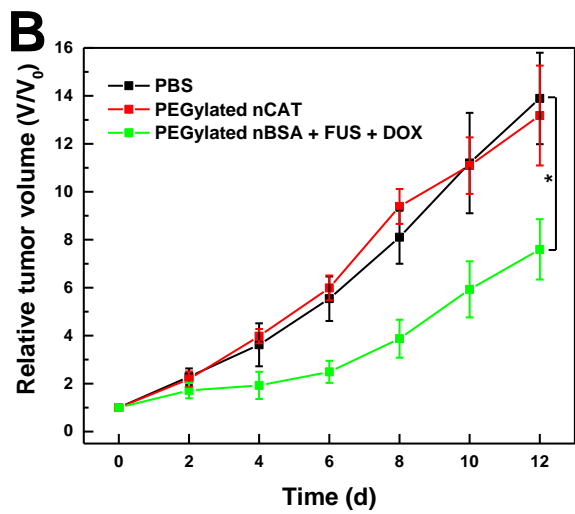 B
Relative tumor volume (V/V₀)
16
14
12
10
8
6
4
2
0
PBS
PEGylated nCAT
PEGylated nBSA + FUS + DOX
*
0 2 4 6 8 10 12
Time (d)